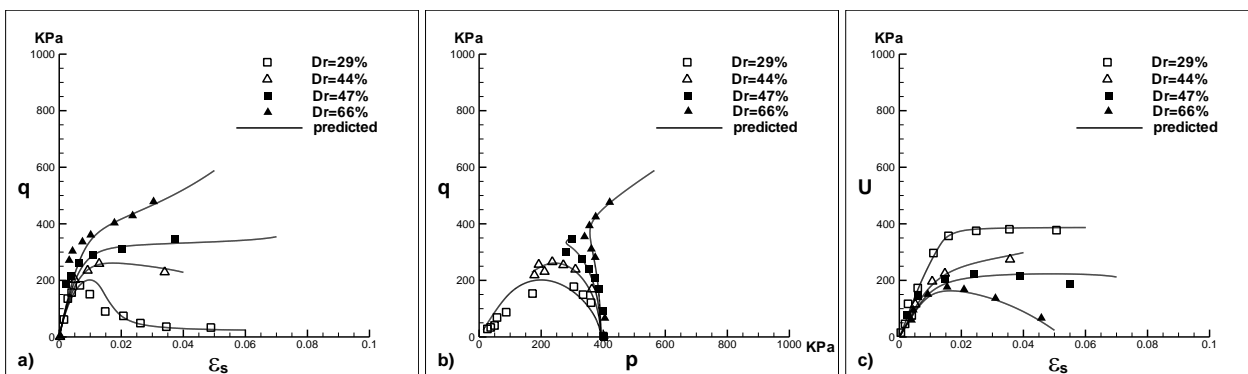 KPa
1000
800
600
400
200
0
q
Dr=29%
Dr=44%
Dr=47%
Dr=66%
predicted
0 0.02 0.04 0.06 0.08 0.1
a)
εs
KPa
1000
800
600
400
200
0
q
Dr=29%
Dr=44%
Dr=47%
Dr=66%
predicted
0 200 400 600 800 1000
KPa
b)
p
KPa
1000
800
600
400
200
0
U
Dr=29%
Dr=44%
Dr=47%
Dr=66%
predicted
0 0.02 0.04 0.06 0.08 0.1
c)
εs